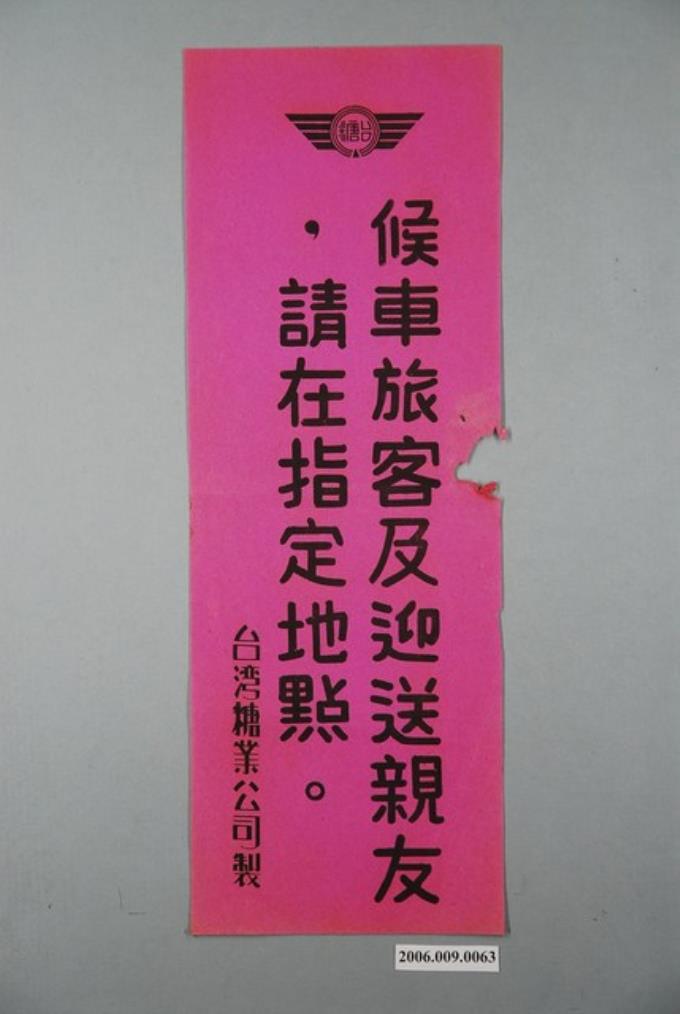 台糖
候車旅客及迎送親友
，請在指定地點。
台湾糖業公司製
2006.009.0063